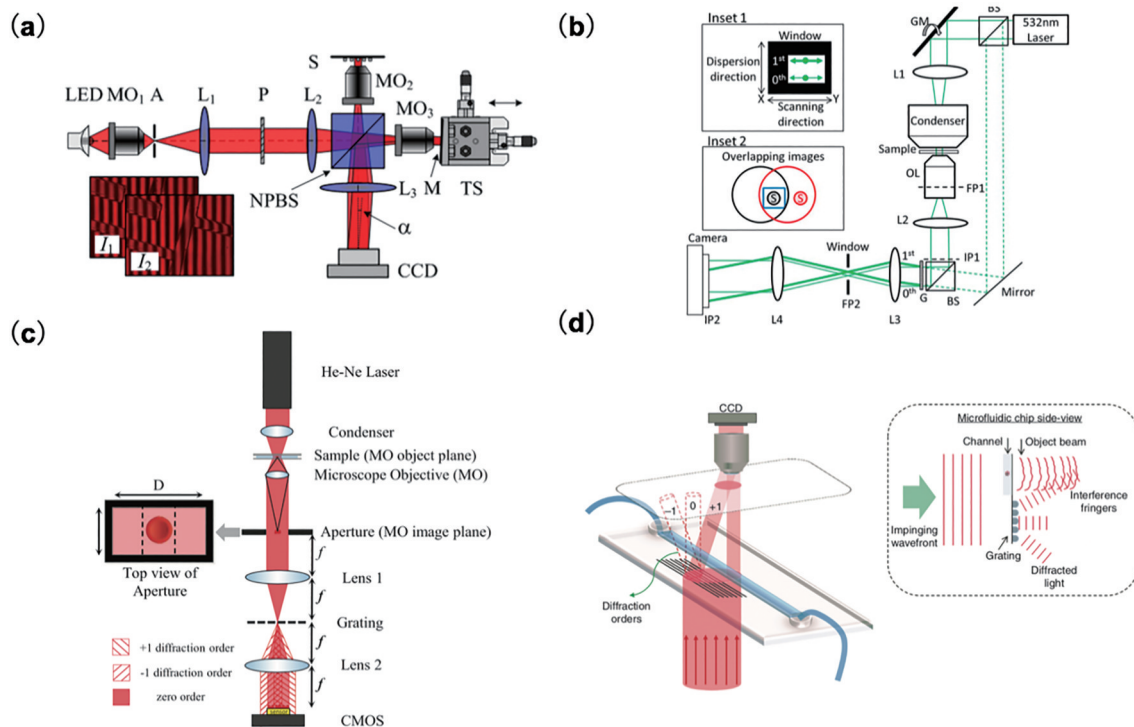 (a)
S
MO2
LED MO1 A L1 P L2
MO3
NPBS
L3 M TS
α
I1
I2
CCD
(b)
Inset 1
Window
Dispersion
direction
1st
0th
X Y
Scanning
direction
Inset 2
Overlapping images
S S
GM
BS
532nm
Laser
L1
Condenser
Sample
OL
FP1
L2
Camera
Window
1st
IP1
0th
G
BS
Mirror
IP2
L4
FP2
L3
(c)
He-Ne Laser
Condenser
Sample (MO object plane)
Microscope Objective (MO)
D
Aperture (MO image plane)
Top view of
Aperture
f
Lens 1
f
Grating
f
+1 diffraction order
-1 diffraction order
zero order
Lens 2
f
sensor
CMOS
(d)
CCD
−1 0 +1
Diffraction
orders
Microfluidic chip side-view
Channel Object beam
Impinging
wavefront
Interference
fringers
Grating
Diffracted
light